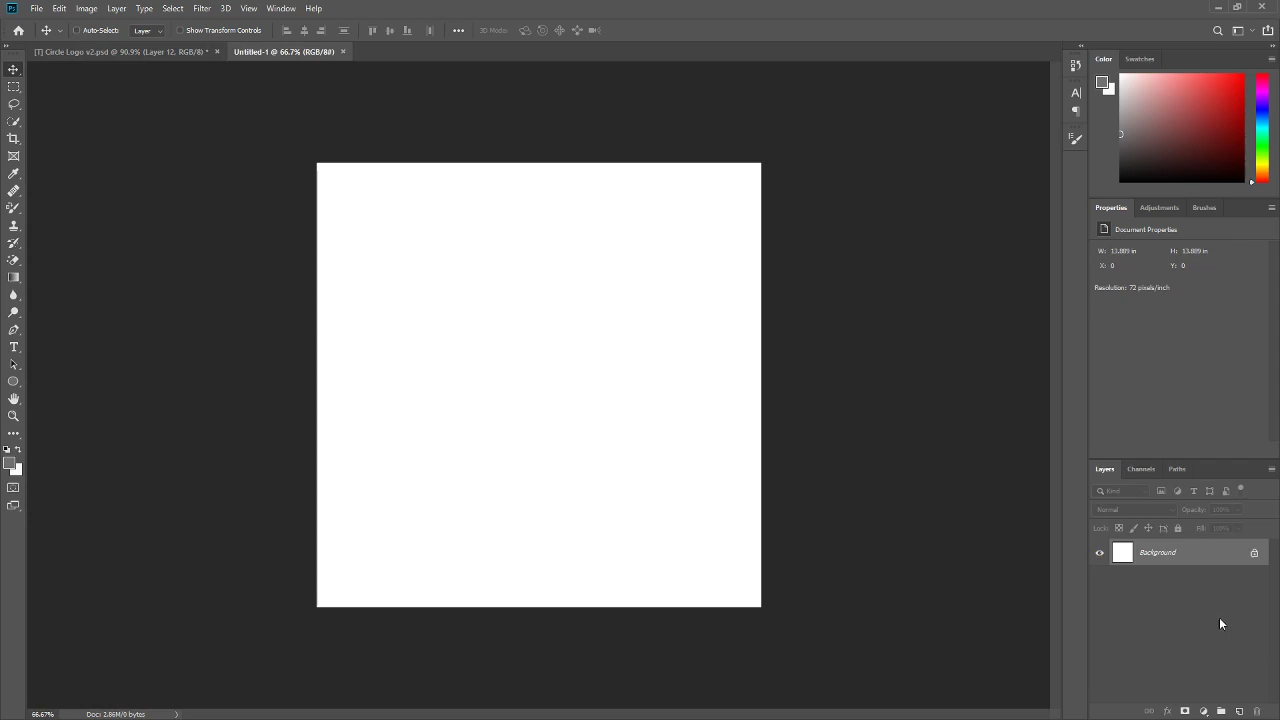 Ps File Edit Image Layer Type Select Filter 3D View Window Help
Auto-Select: Layer Show Transform Controls 3D Mode:
[T] Circle Logo v2.psd @ 90.9% (Layer 12, RGB/8) * × Untitled-1 @ 66.7% (RGB/8#) ×
Color Swatches
Properties Adjustments Brushes
Document Properties
W: 13.889 in H: 13.889 in
X: 0 Y: 0
Resolution: 72 pixels/inch
Layers Channels Paths
Kind
Normal Opacity: 100%
Lock: Fill: 100%
Background
fx
66.67% Doc: 2.86M/0 bytes